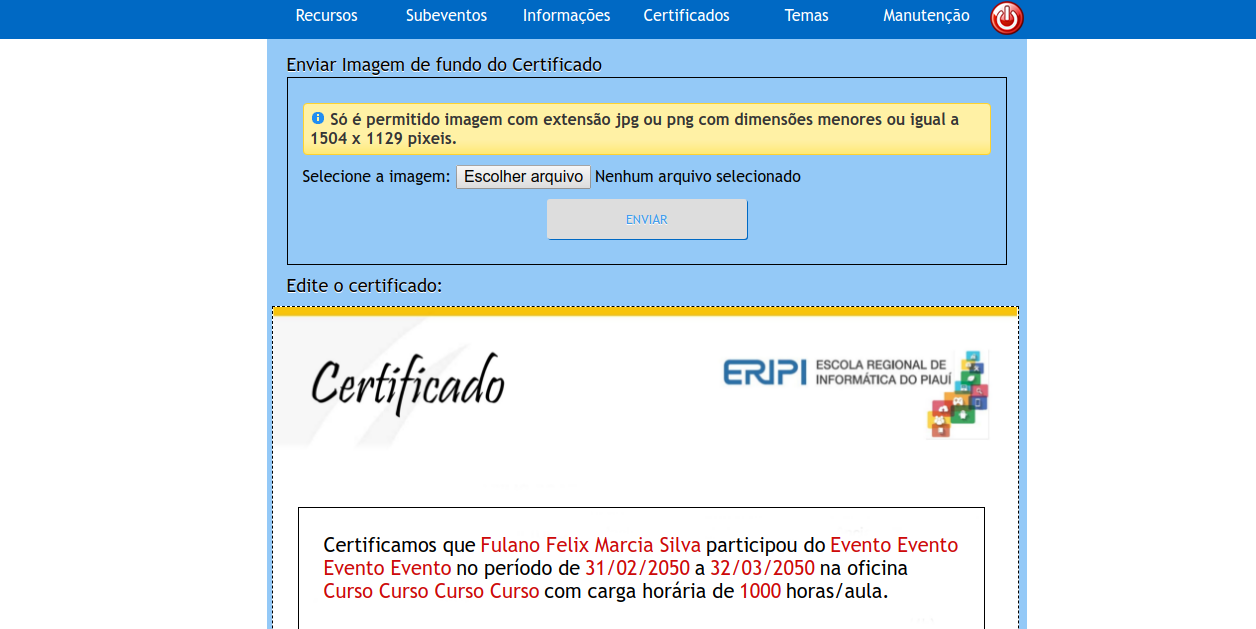 Recursos Subeventos Informações Certificados Temas Manutenção
Enviar Imagem de fundo do Certificado
Só é permitido imagem com extensão jpg ou png com dimensões menores ou igual a
1504 x 1129 pixeis.
Selecione a imagem: Escolher arquivo Nenhum arquivo selecionado
ENVIAR
Edite o certificado:
Certificado
ERIPI ESCOLA REGIONAL DE
INFORMÁTICA DO PIAUÍ
Certificamos que Fulano Felix Marcia Silva participou do Evento Evento
Evento Evento no período de 31/02/2050 a 32/03/2050 na oficina
Curso Curso Curso Curso com carga horária de 1000 horas/aula.